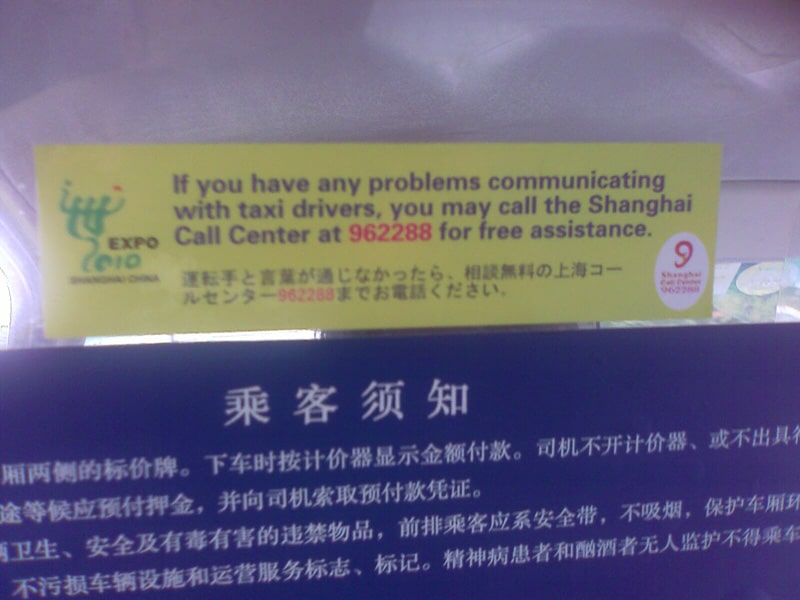 If you have any problems communicating
with taxi drivers, you may call the Shanghai
Call Center at 962288 for free assistance.
EXPO
2010
SHANGHAI CHINA
運転手と言葉が通じなかったら、相談無料の上海コー
ルセンター962288までお電話ください。
Shanghai
Call Center
962288
乘客须知
厢两侧的标价牌。下车时按计价器显示金额付款。司机不开计价器、或不出具
途等候应预付押金，并向司机索取预付款凭证。
卫生、安全及有毒有害的违禁物品，前排乘客应系安全带，不吸烟，保护车厢环
不污损车辆设施和运营服务标志、标记。精神病患者和酗酒者无人监护不得乘车